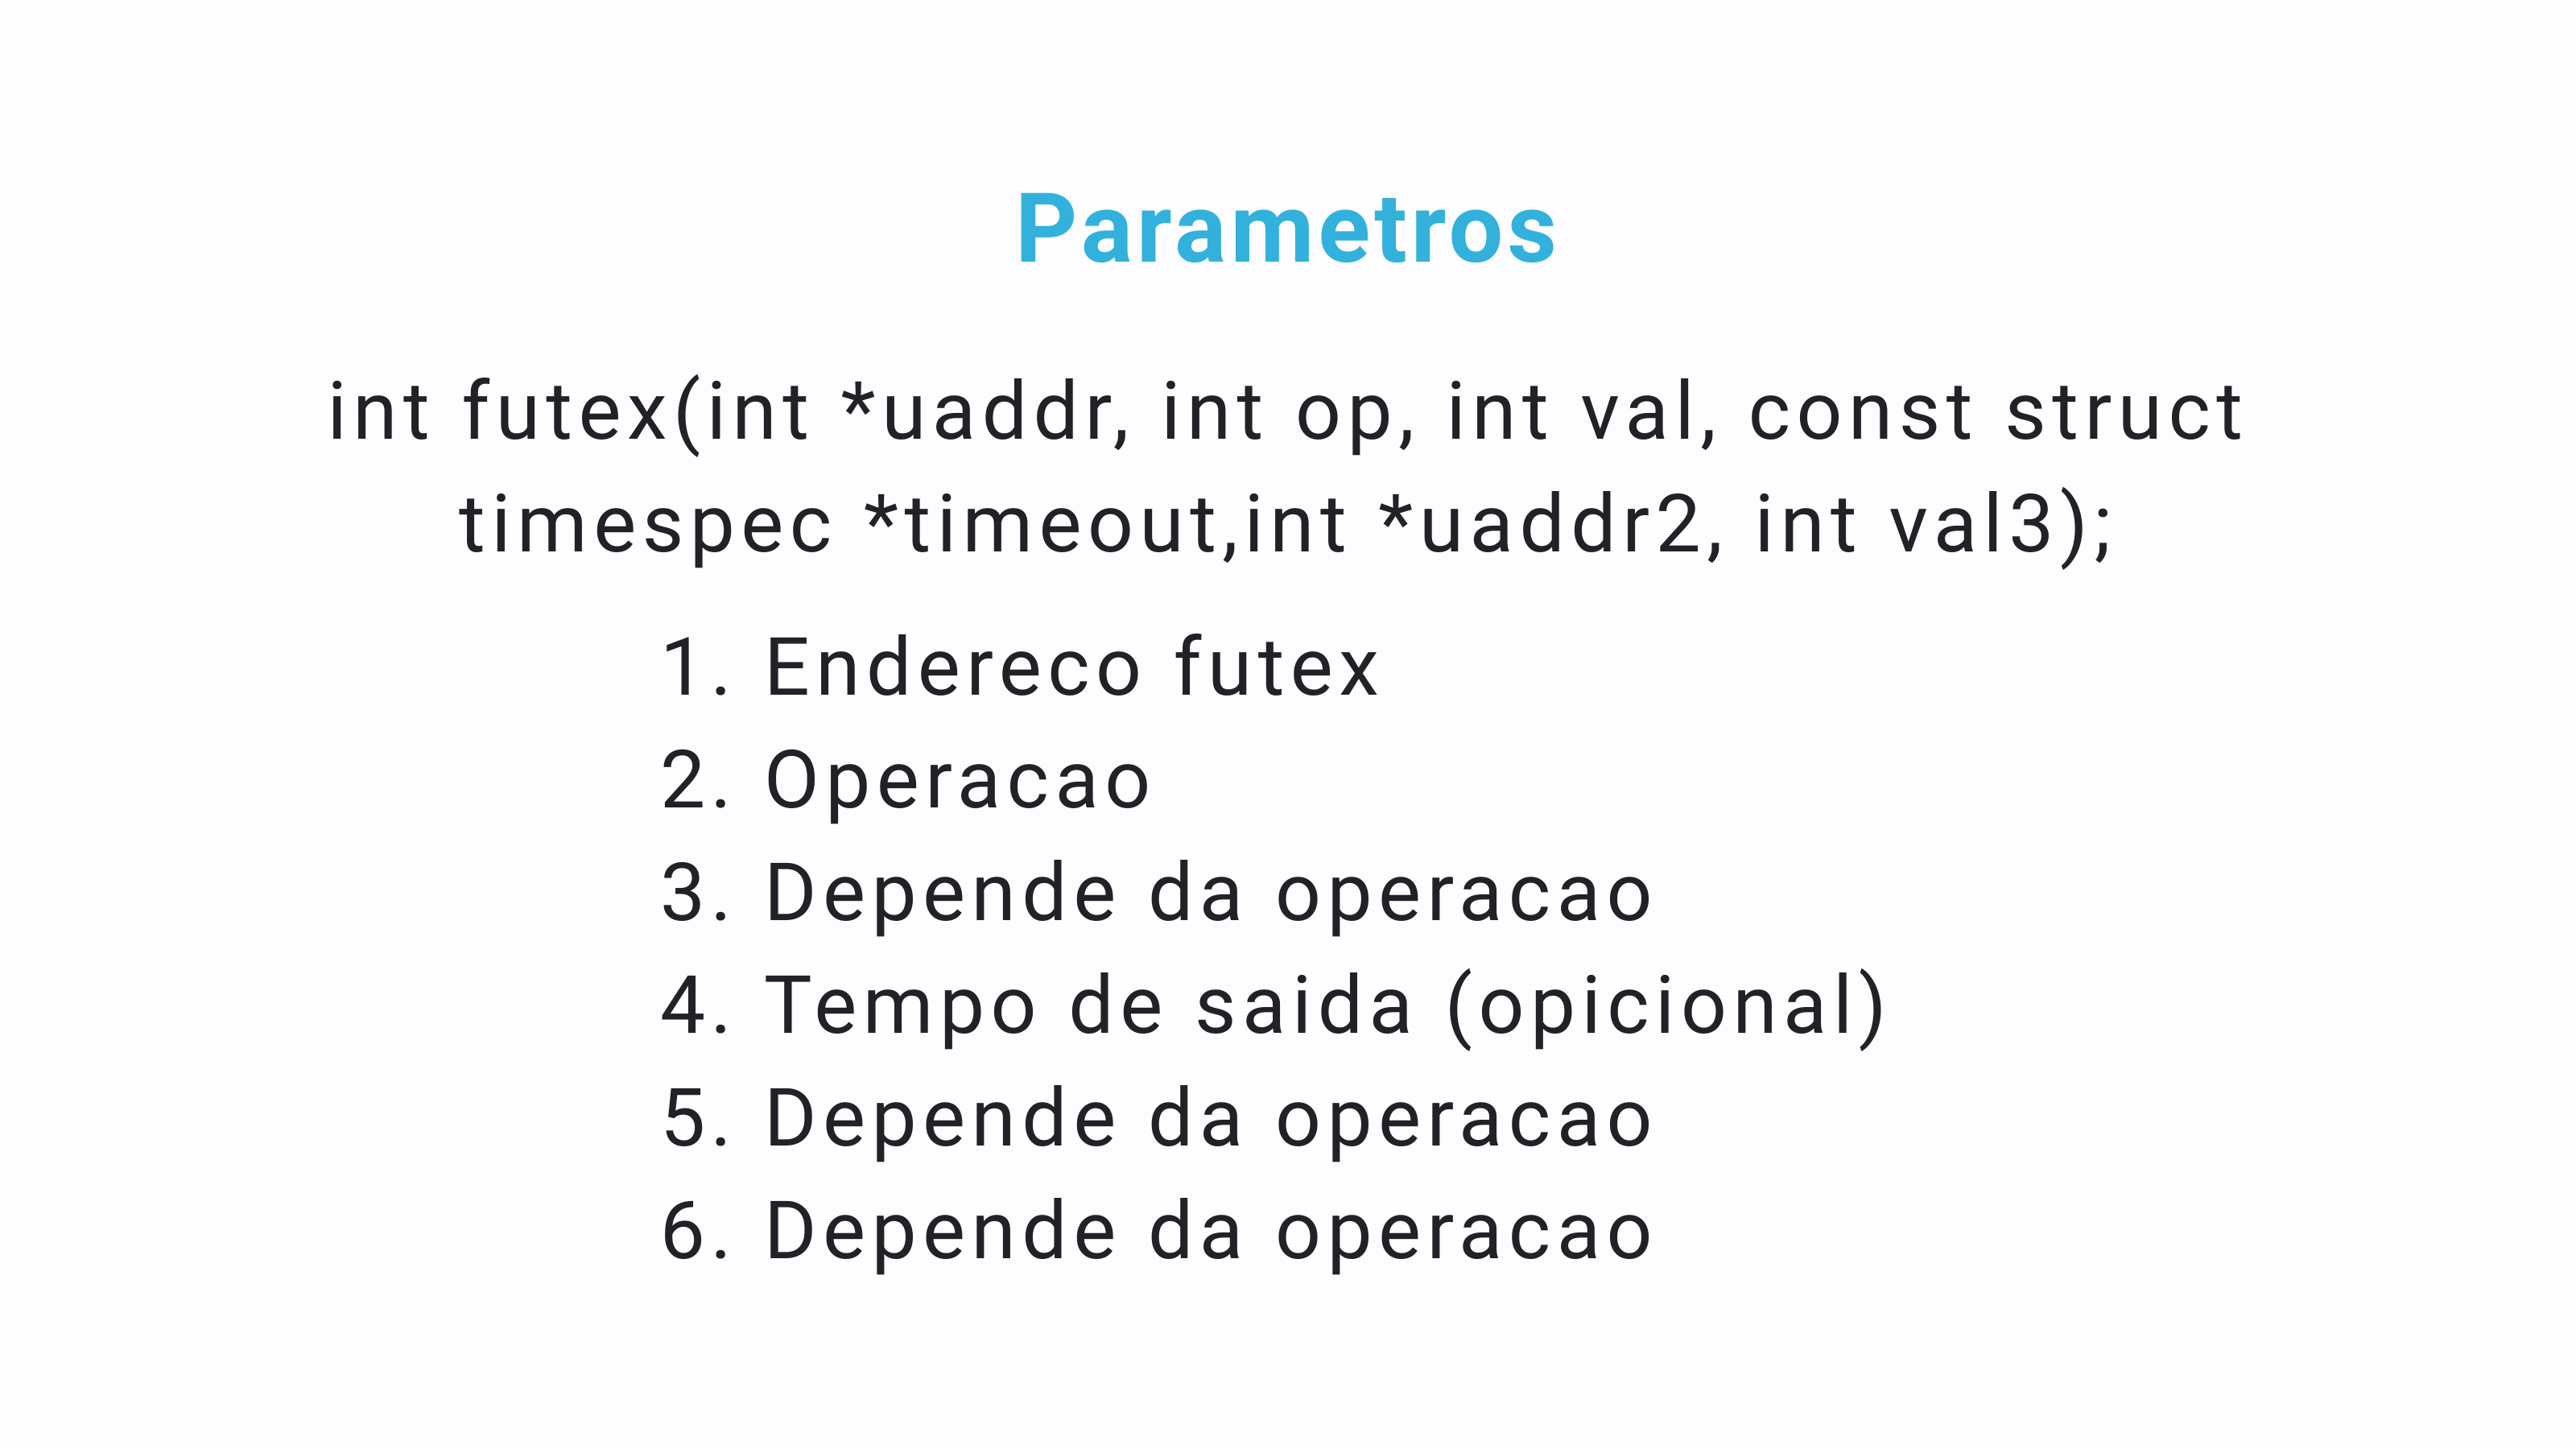 Parametros
int futex(int *uaddr, int op, int val, const struct
timespec *timeout,int *uaddr2, int val3);
1. Endereco futex
2. Operacao
3. Depende da operacao
4. Tempo de saida (opicional)
5. Depende da operacao
6. Depende da operacao